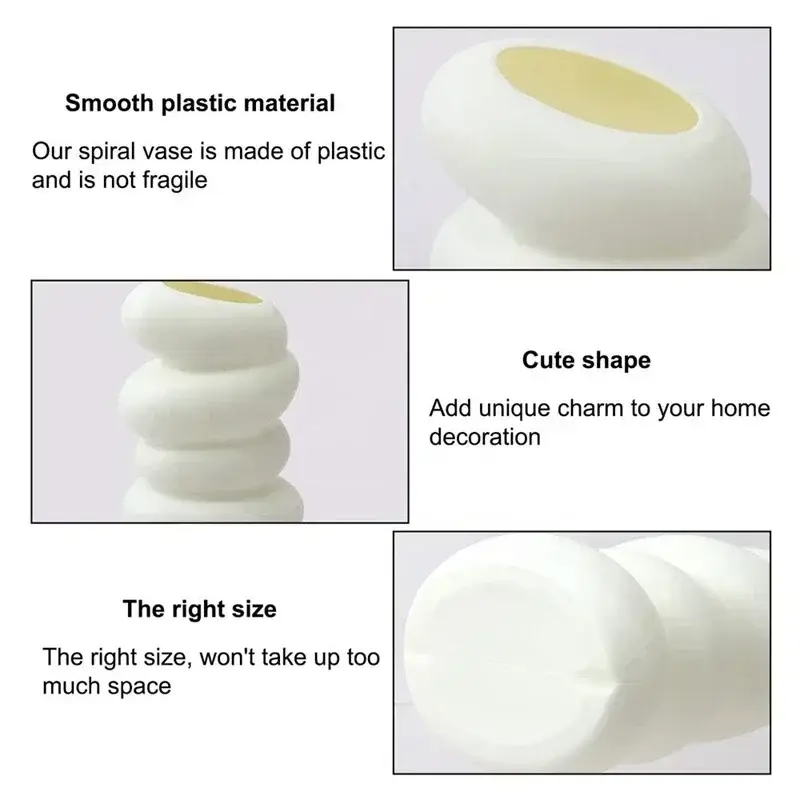 Smooth plastic material
Our spiral vase is made of plastic
and is not fragile
Cute shape
Add unique charm to your home
decoration
The right size
The right size, won't take up too
much space